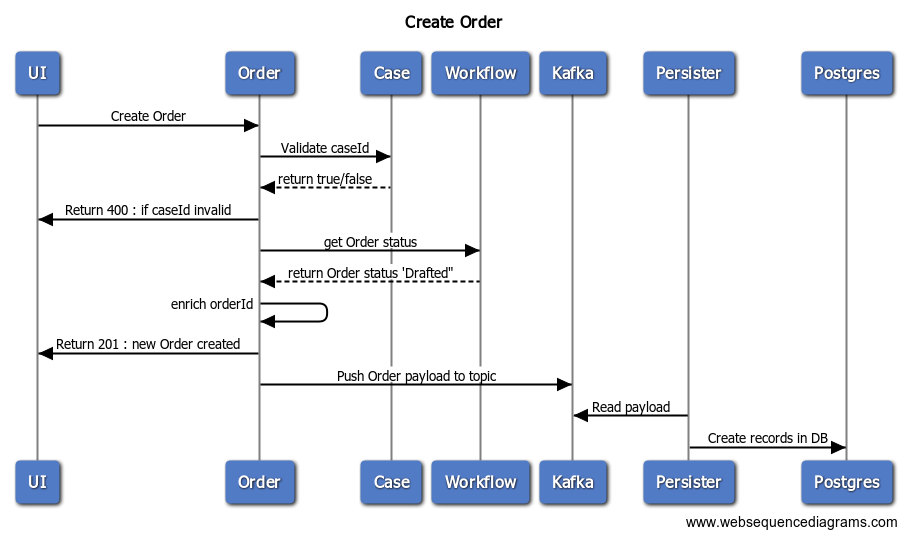 Create Order
UI
Order
Case
Workflow
Kafka
Persister
Postgres
Create Order
Validate caseId
return true/false
Return 400 : if caseId invalid
get Order status
return Order status 'Drafted"
enrich orderId
Return 201 : new Order created
Push Order payload to topic
Read payload
Create records in DB
UI
Order
Case
Workflow
Kafka
Persister
Postgres
www.websequencediagrams.com